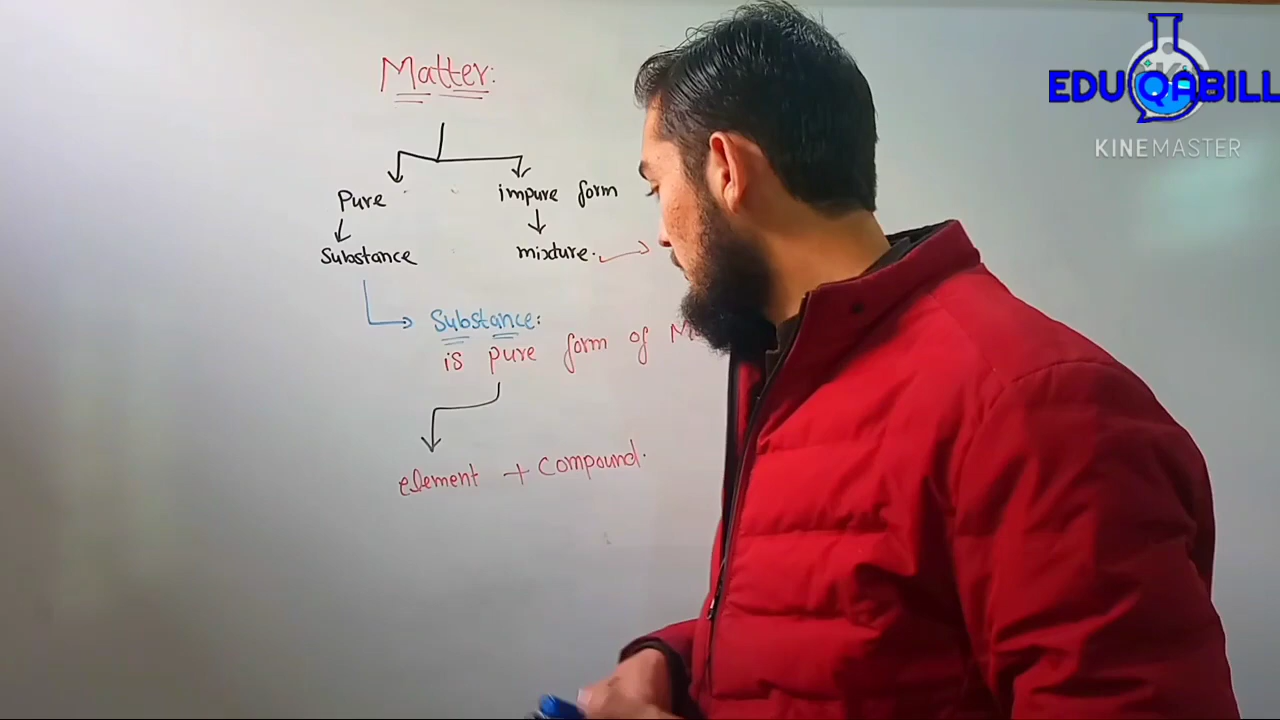 Matter:
Pure
impure form
Substance
mixture.
Substance:
is pure form of
element + Compound.
EDUQABILL
KINEMASTER